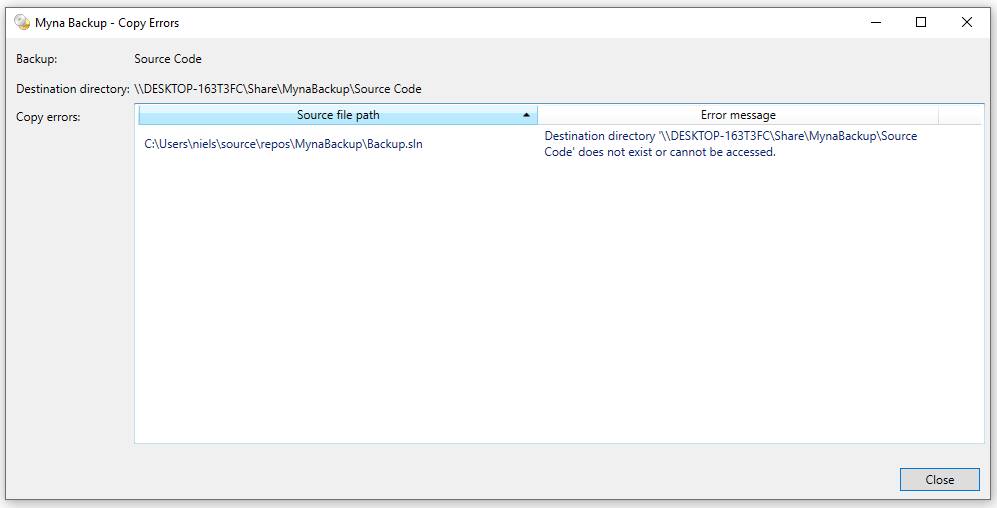 Myna Backup - Copy Errors
Backup: Source Code
Destination directory: \\DESKTOP-163T3FC\Share\MynaBackup\Source Code
Copy errors:
Source file path Error message
C:\Users\niels\source\repos\MynaBackup\Backup.sln
Destination directory '\\DESKTOP-163T3FC\Share\MynaBackup\Source
Code' does not exist or cannot be accessed.
Close